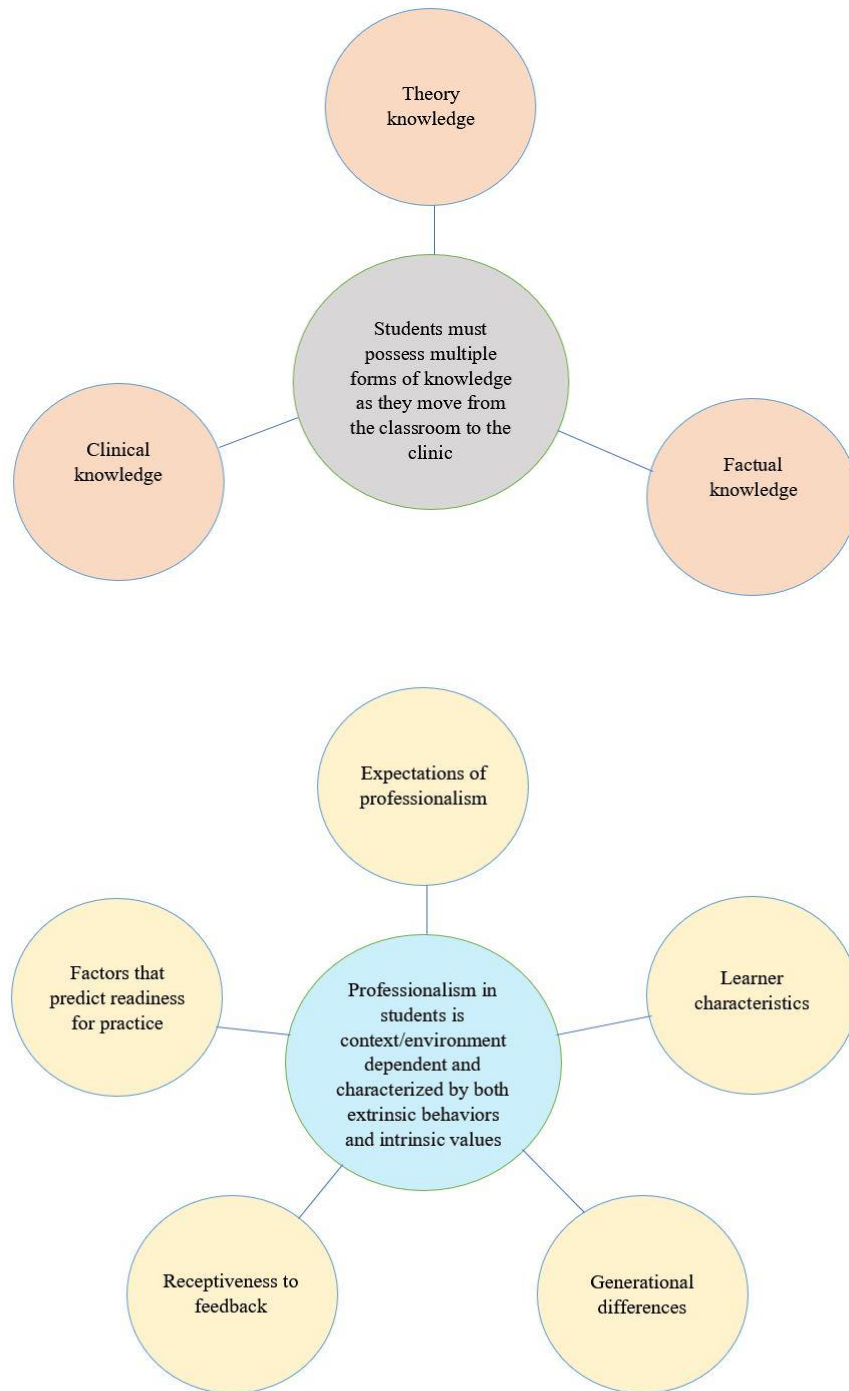 Theory
knowledge
Students must
possess multiple
forms of knowledge
as they move from
the classroom to the
clinic
Clinical
knowledge
Factual
knowledge
Expectations of
professionalism
Factors that
predict readiness
for practice
Professionalism in
students is
context/environment
dependent and
characterized by both
extrinsic behaviors
and intrinsic values
Learner
characteristics
Receptiveness to
feedback
Generational
differences